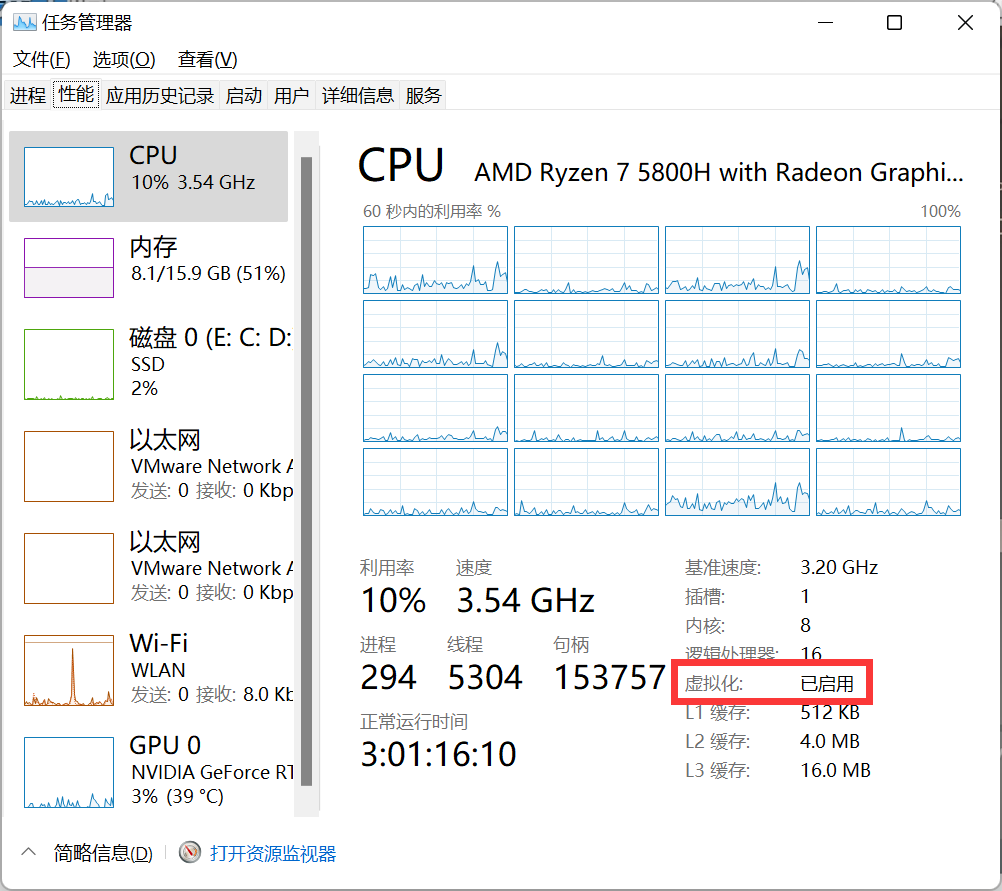 任务管理器
文件(F) 选项(O) 查看(V)
进程 性能 应用历史记录 启动 用户 详细信息 服务
CPU
10% 3.54 GHz
内存
8.1/15.9 GB (51%)
磁盘 0 (E: C: D:
SSD
2%
以太网
VMware Network A
发送: 0 接收: 0 Kbp
以太网
VMware Network A
发送: 0 接收: 0 Kbp
Wi-Fi
WLAN
发送: 0 接收: 8.0 Kb
GPU 0
NVIDIA GeForce RT
3% (39 °C)
CPU AMD Ryzen 7 5800H with Radeon Graphi...
60 秒内的利用率 % 100%
利用率 速度
10% 3.54 GHz
进程 线程 句柄
294 5304 153757
正常运行时间
3:01:16:10
基准速度: 3.20 GHz
插槽: 1
内核: 8
逻辑处理器: 16
虚拟化: 已启用
L1 缓存: 512 KB
L2 缓存: 4.0 MB
L3 缓存: 16.0 MB
简略信息(D) 打开资源监视器